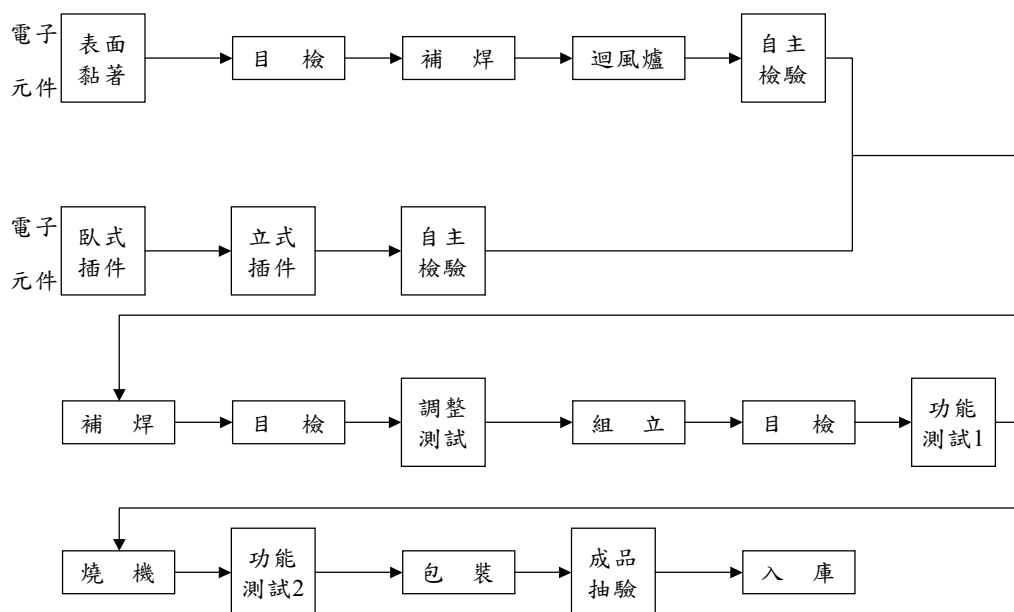 電子
元件
表面
黏著
目 檢
補 焊
迴風爐
自主
檢驗
電子
元件
臥式
插件
立式
插件
自主
檢驗
補 焊
目 檢
調整
測試
組 立
目 檢
功能
測試1
燒 機
功能
測試2
包 裝
成品
抽驗
入 庫